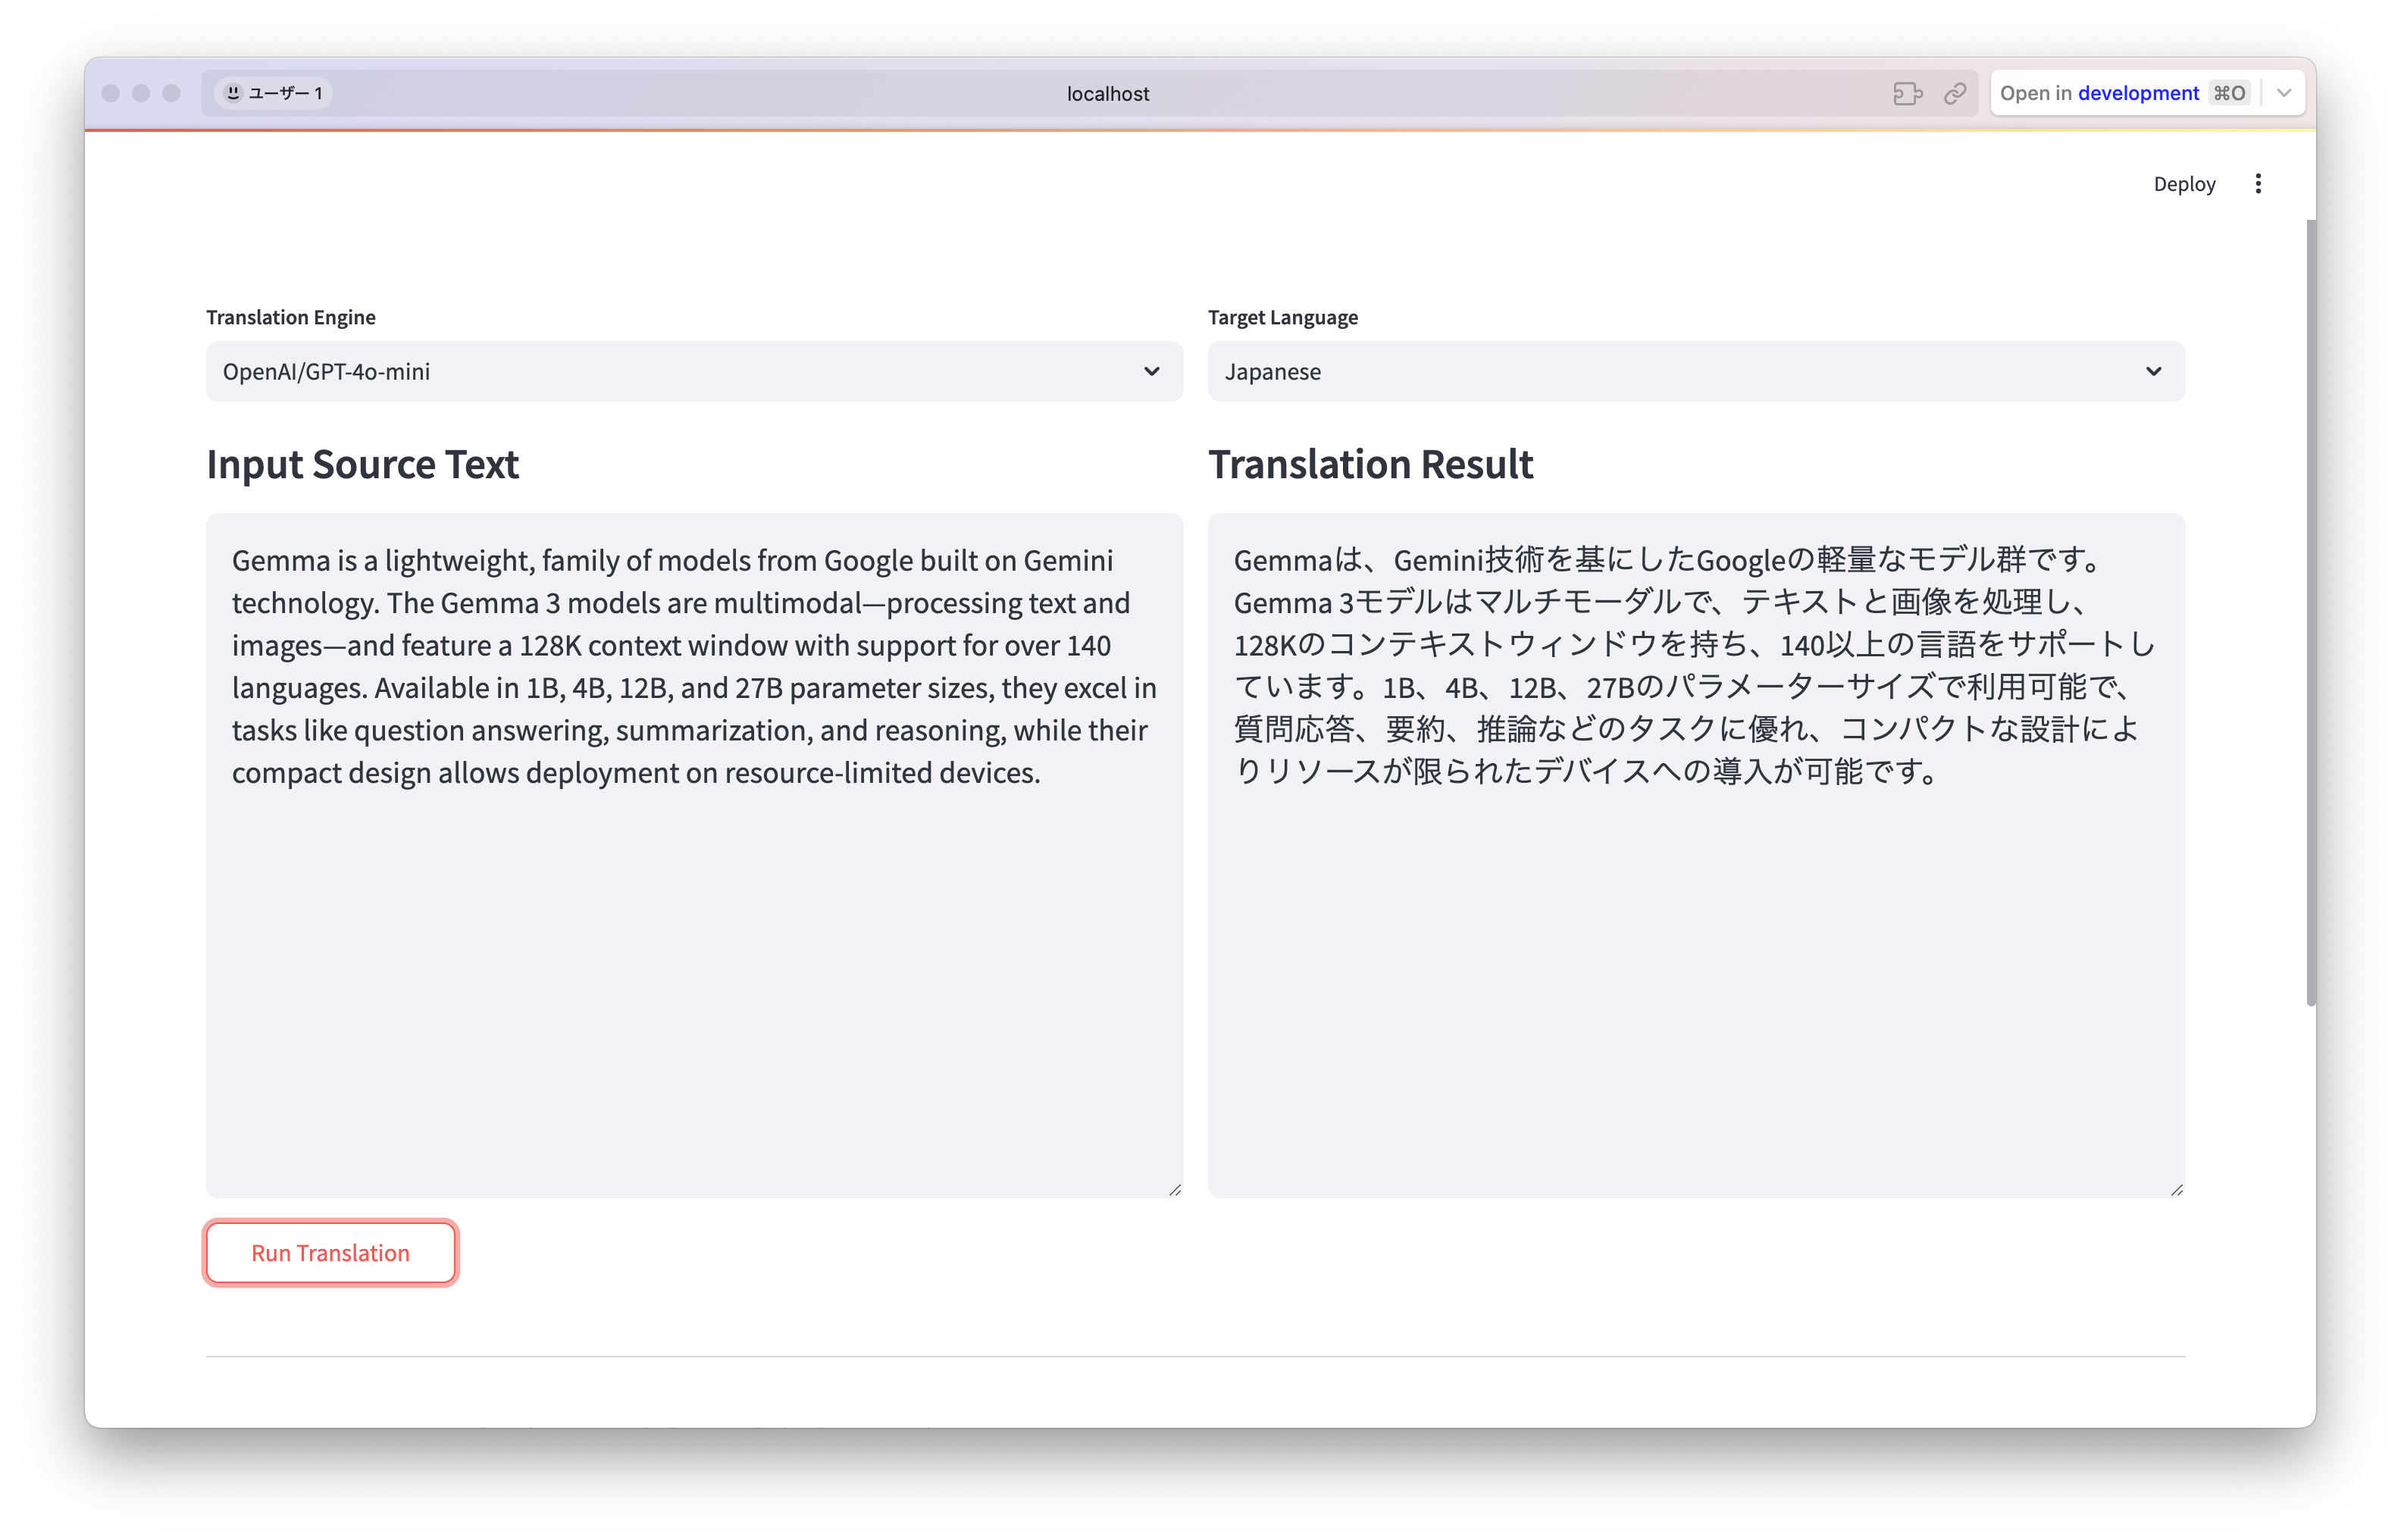 ユーザー 1
localhost
Open in development ⌘O
Deploy
Translation Engine
OpenAI/GPT-4o-mini
Target Language
Japanese
Input Source Text
Gemma is a lightweight, family of models from Google built on Gemini
technology. The Gemma 3 models are multimodal—processing text and
images—and feature a 128K context window with support for over 140
languages. Available in 1B, 4B, 12B, and 27B parameter sizes, they excel in
tasks like question answering, summarization, and reasoning, while their
compact design allows deployment on resource-limited devices.
Translation Result
Gemmaは、Gemini技術を基にしたGoogleの軽量なモデル群です。
Gemma 3モデルはマルチモーダルで、テキストと画像を処理し、
128Kのコンテキストウィンドウを持ち、140以上の言語をサポートし
ています。1B、4B、12B、27Bのパラメーターサイズで利用可能で、
質問応答、要約、推論などのタスクに優れ、コンパクトな設計によ
りリソースが限られたデバイスへの導入が可能です。
Run Translation